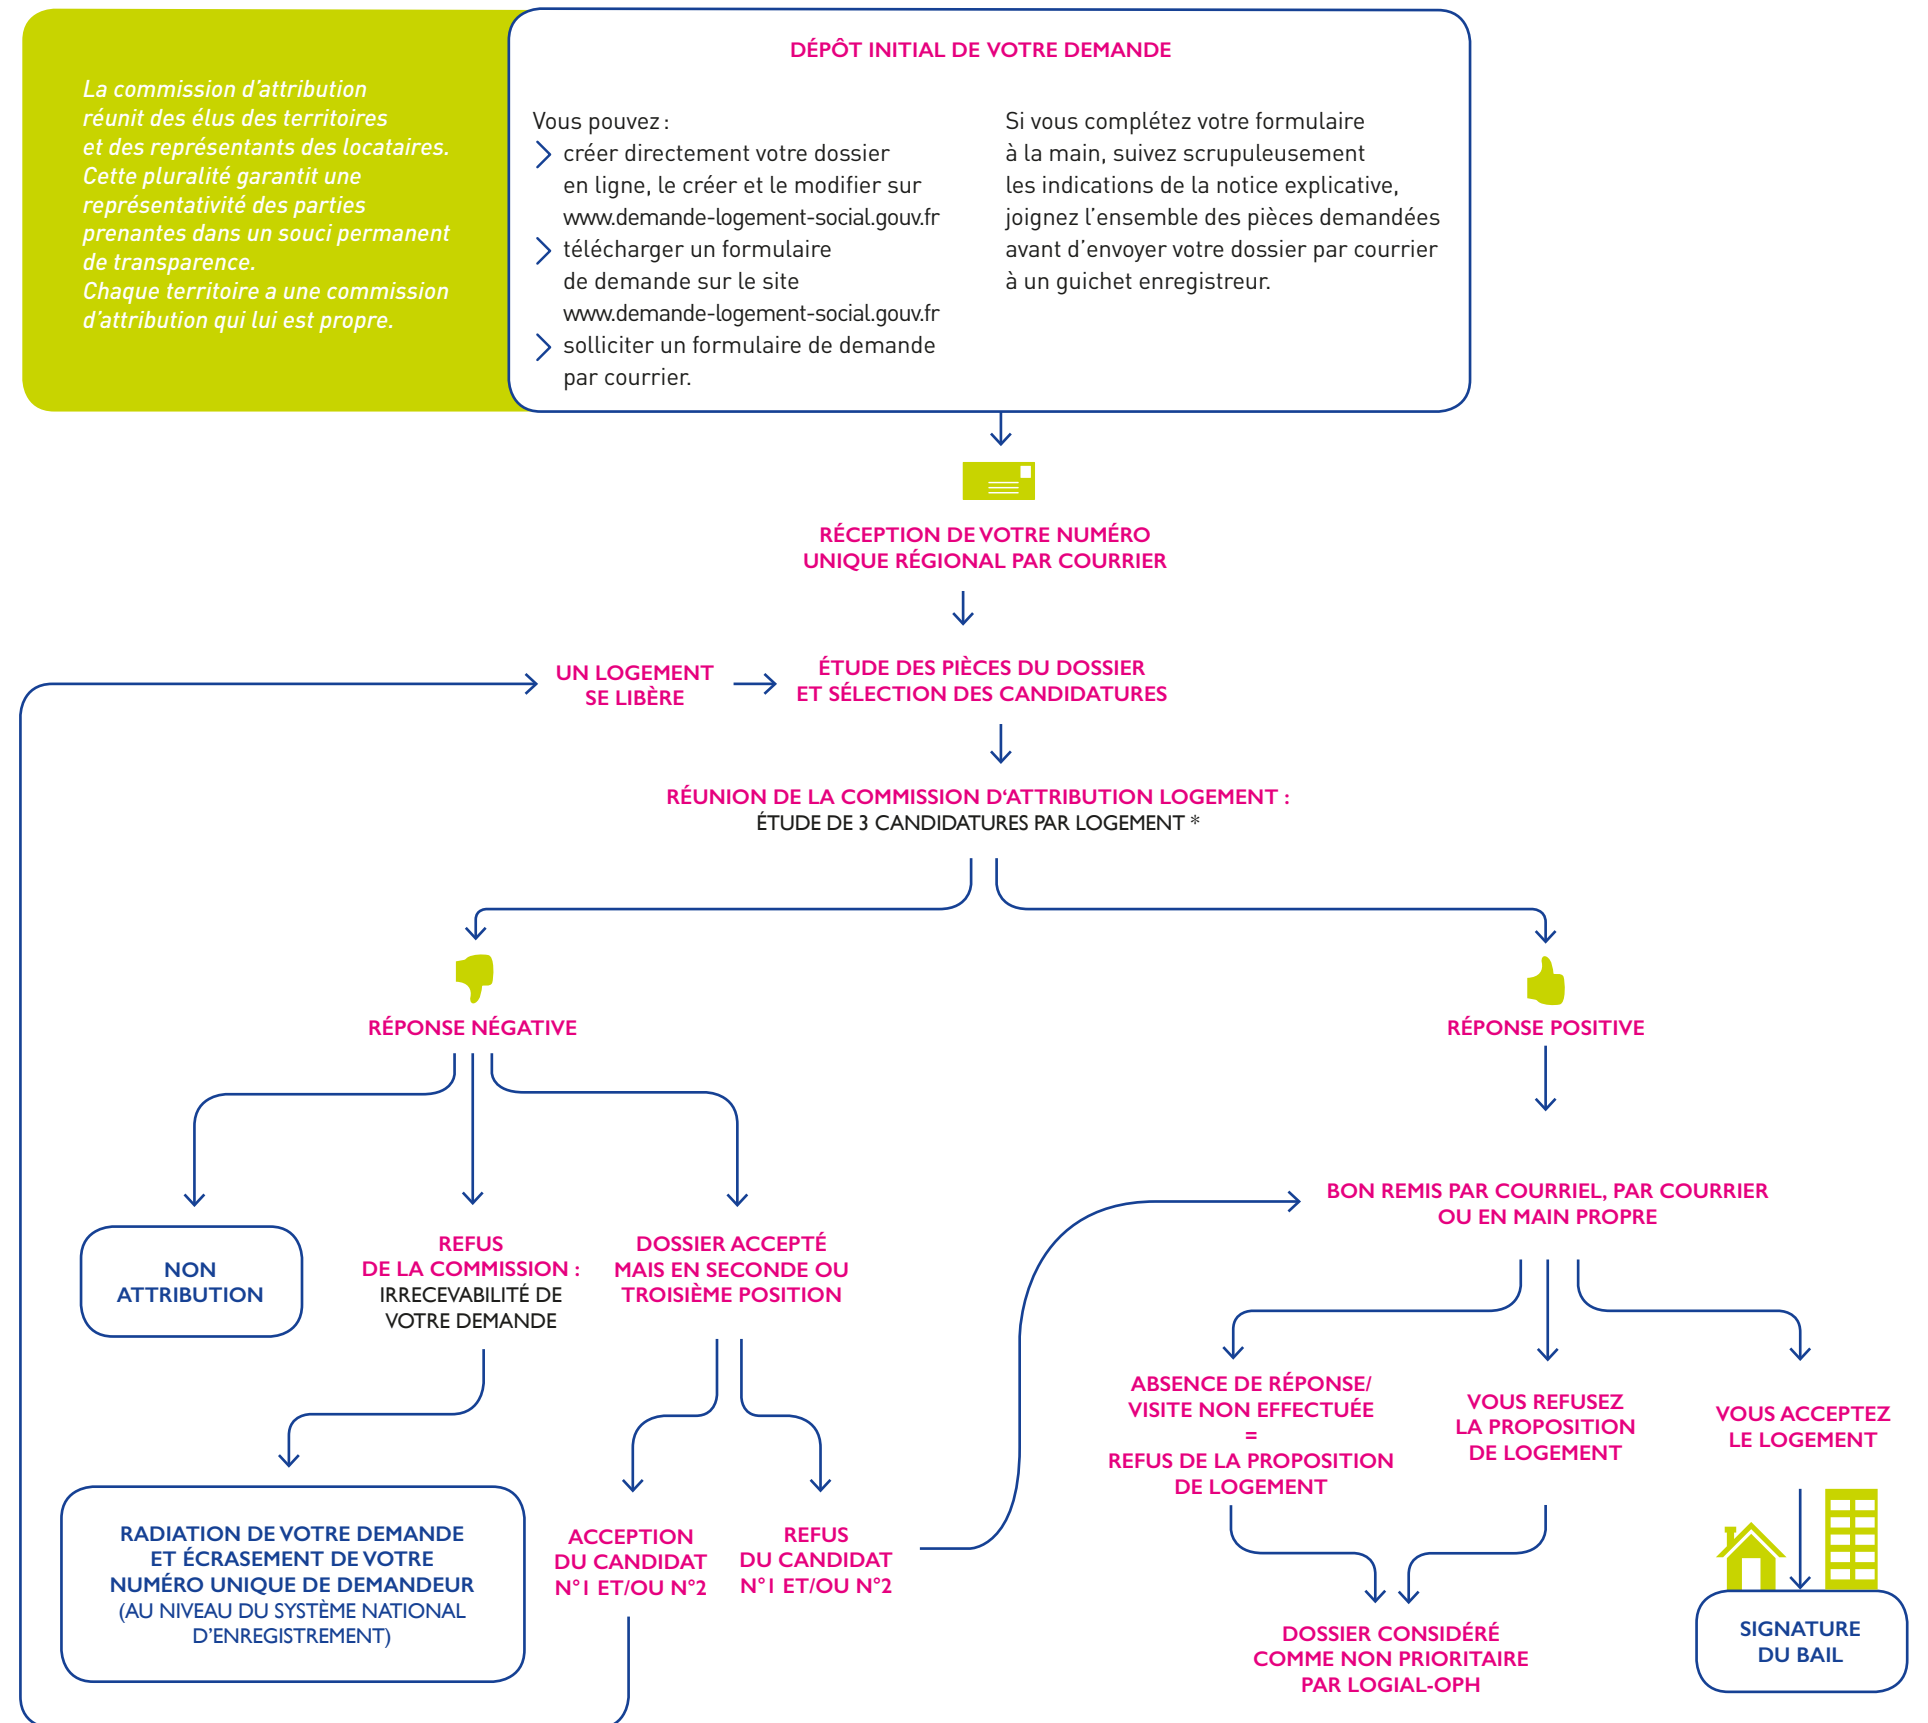 La commission d'attribution
réunit des élus des territoires
et des représentants des locataires.
Cette pluralité garantit une
représentativité des parties
prenantes dans un souci permanent
de transparence.
Chaque territoire a une commission
d'attribution qui lui est propre.
DÉPÔT INITIAL DE VOTRE DEMANDE
Vous pouvez :
créer directement votre dossier
en ligne, le créer et le modifier sur
www.demande-logement-social.gouv.fr
télécharger un formulaire
de demande sur le site
www.demande-logement-social.gouv.fr
solliciter un formulaire de demande
par courrier.
Si vous complétez votre formulaire
à la main, suivez scrupuleusement
les indications de la notice explicative,
joignez l'ensemble des pièces demandées
avant d'envoyer votre dossier par courrier
à un guichet enregistreur.
RÉCEPTION DE VOTRE NUMÉRO
UNIQUE RÉGIONAL PAR COURRIER
UN LOGEMENT
SE LIBÈRE
ÉTUDE DES PIÈCES DU DOSSIER
ET SÉLECTION DES CANDIDATURES
RÉUNION DE LA COMMISSION D'ATTRIBUTION LOGEMENT :
ÉTUDE DE 3 CANDIDATURES PAR LOGEMENT *
RÉPONSE NÉGATIVE
RÉPONSE POSITIVE
NON
ATTRIBUTION
REFUS
DE LA COMMISSION :
IRRECEVABILITÉ DE
VOTRE DEMANDE
DOSSIER ACCEPTÉ
MAIS EN SECONDE OU
TROISIÈME POSITION
BON REMIS PAR COURRIEL, PAR COURRIER
OU EN MAIN PROPRE
RADIATION DE VOTRE DEMANDE
ET ÉCRASEMENT DE VOTRE
NUMÉRO UNIQUE DE DEMANDEUR
(AU NIVEAU DU SYSTÈME NATIONAL
D'ENREGISTREMENT)
ACCEPTION
DU CANDIDAT
N°1 ET/OU N°2
REFUS
DU CANDIDAT
N°1 ET/OU N°2
ABSENCE DE RÉPONSE/
VISITE NON EFFECTUÉE
=
REFUS DE LA PROPOSITION
DE LOGEMENT
VOUS REFUSEZ
LA PROPOSITION
DE LOGEMENT
VOUS ACCEPTEZ
LE LOGEMENT
DOSSIER CONSIDÉRÉ
COMME NON PRIORITAIRE
PAR LOGIAL-OPH
SIGNATURE
DU BAIL